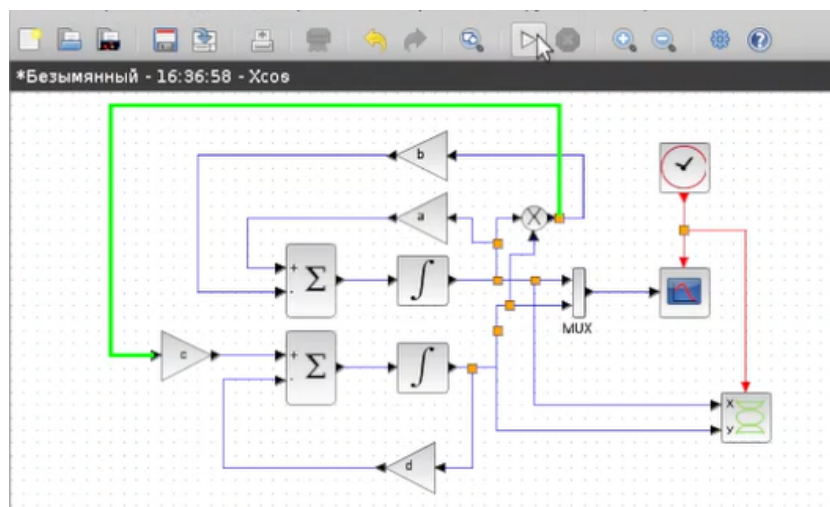 *Безымянный - 16:36:58 - Xcos
b
a
X
+
Σ
-
∫
MUX
c
+
Σ
-
∫
X
y
d